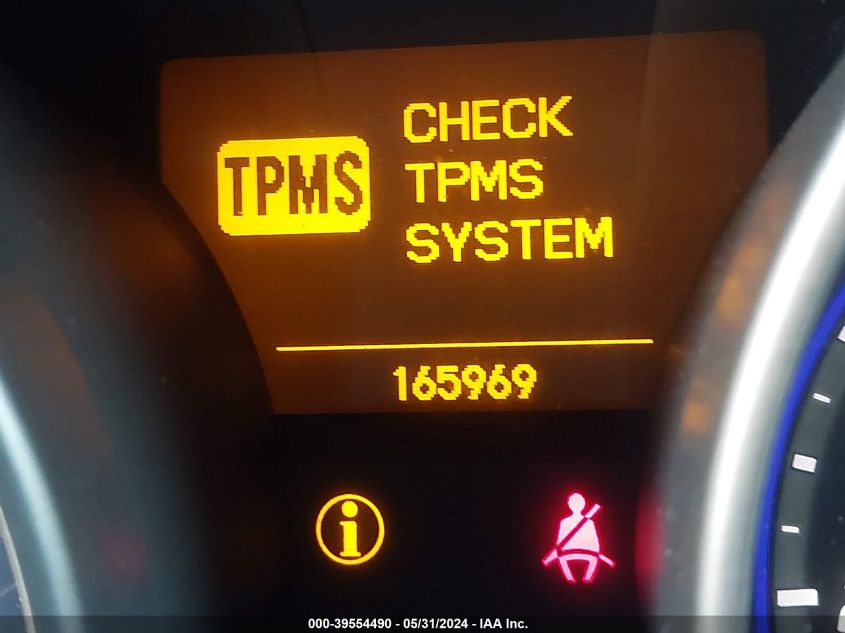 TPMS
CHECK
TPMS
SYSTEM
165969
i
000-39554490 - 05/31/2024 - IAA Inc.